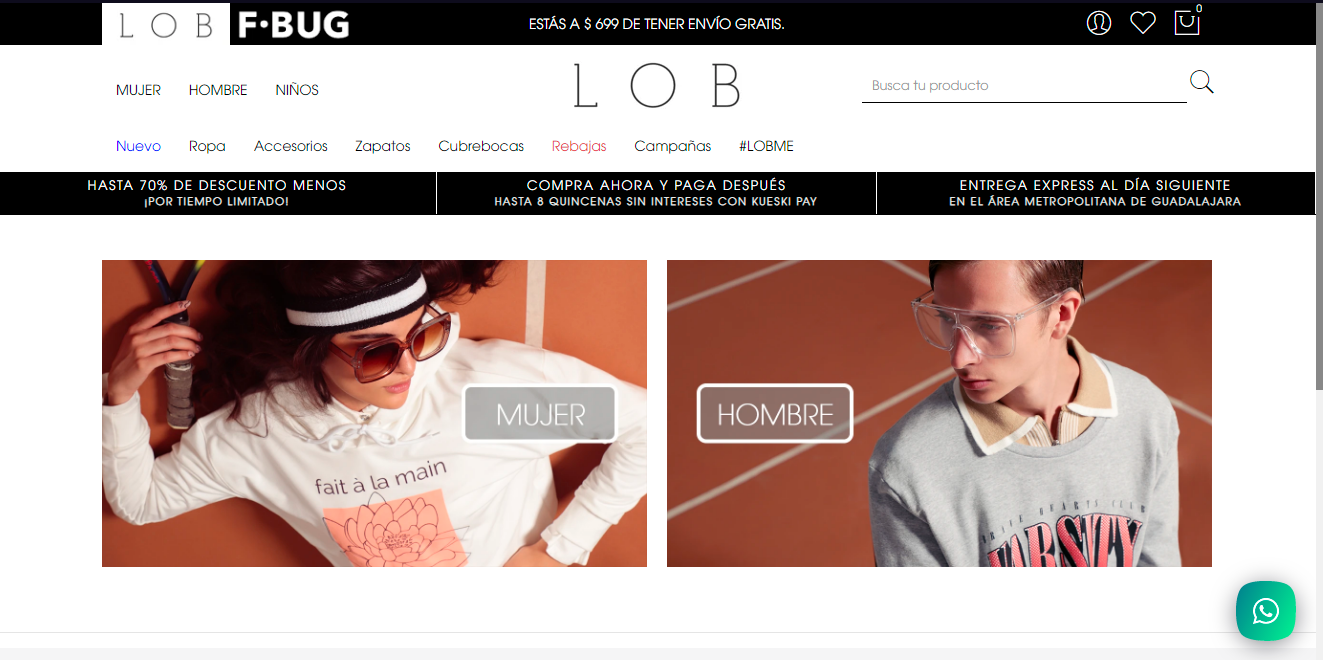 LOB F•BUG
ESTÁS A $ 699 DE TENER ENVÍO GRATIS.
0
MUJER HOMBRE NIÑOS
LOB
Busca tu producto
Nuevo Ropa Accesorios Zapatos Cubrebocas Rebajas Campañas #LOBME
HASTA 70% DE DESCUENTO MENOS
¡POR TIEMPO LIMITADO!
COMPRA AHORA Y PAGA DESPUÉS
HASTA 8 QUINCENAS SIN INTERESES CON KUESKI PAY
ENTREGA EXPRESS AL DÍA SIGUIENTE
EN EL ÁREA METROPOLITANA DE GUADALAJARA
MUJER
fait à la main
HOMBRE
VARSITY